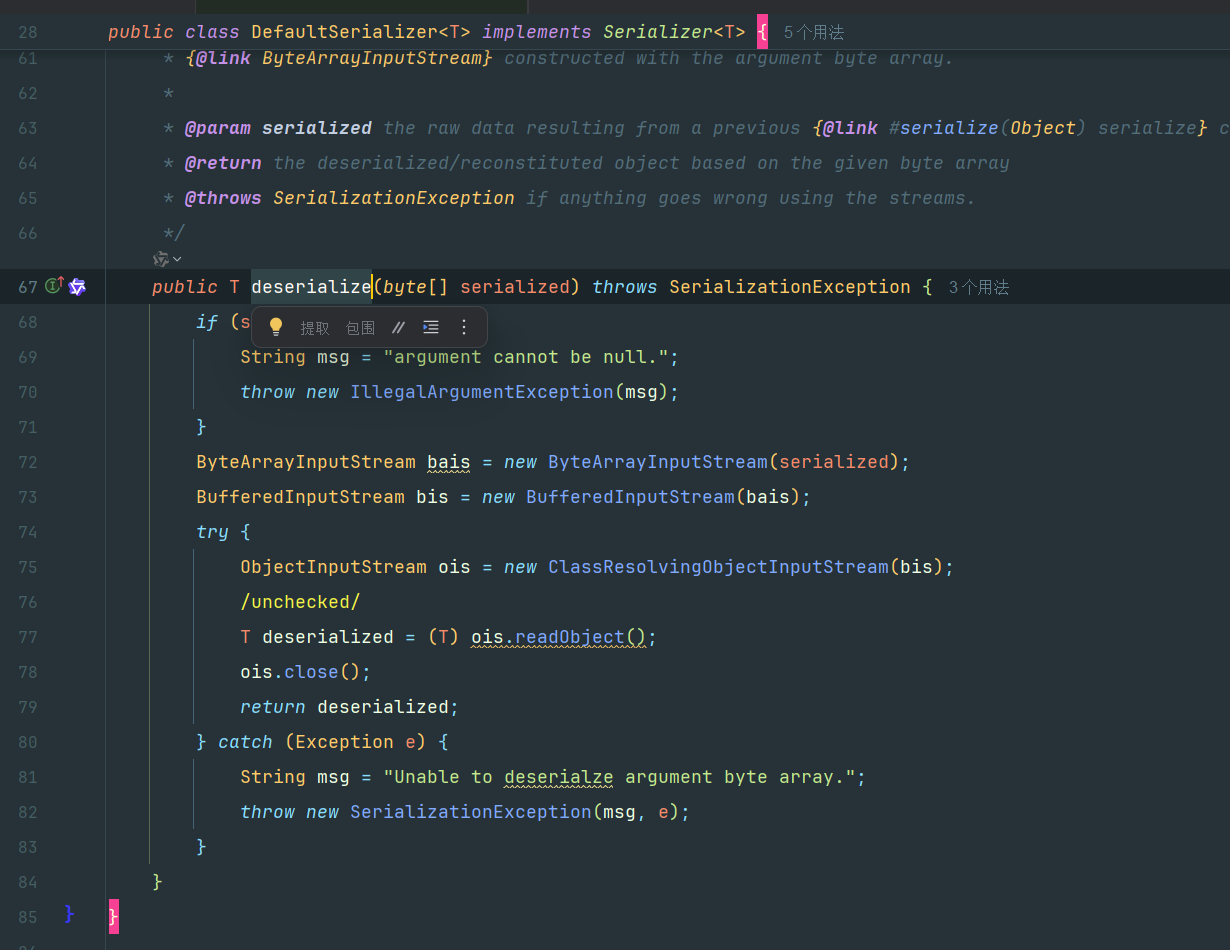 28 public class DefaultSerializer<T> implements Serializer<T> { 5个用法
61 * {@link ByteArrayInputStream} constructed with the argument byte array.
62 *
63 * @param serialized the raw data resulting from a previous {@link #serialize(Object) serialize} c
64 * @return the deserialized/reconstituted object based on the given byte array
65 * @throws SerializationException if anything goes wrong using the streams.
66 */
67 public T deserialize(byte[] serialized) throws SerializationException { 3个用法
68 if (s
提取 包围 //
69 String msg = "argument cannot be null.";
70 throw new IllegalArgumentException(msg);
71 }
72 ByteArrayInputStream bais = new ByteArrayInputStream(serialized);
73 BufferedInputStream bis = new BufferedInputStream(bais);
74 try {
75 ObjectInputStream ois = new ClassResolvingObjectInputStream(bis);
76 /unchecked/
77 T deserialized = (T) ois.readObject();
78 ois.close();
79 return deserialized;
80 } catch (Exception e) {
81 String msg = "Unable to deserialze argument byte array.";
82 throw new SerializationException(msg, e);
83 }
84 }
85 } }